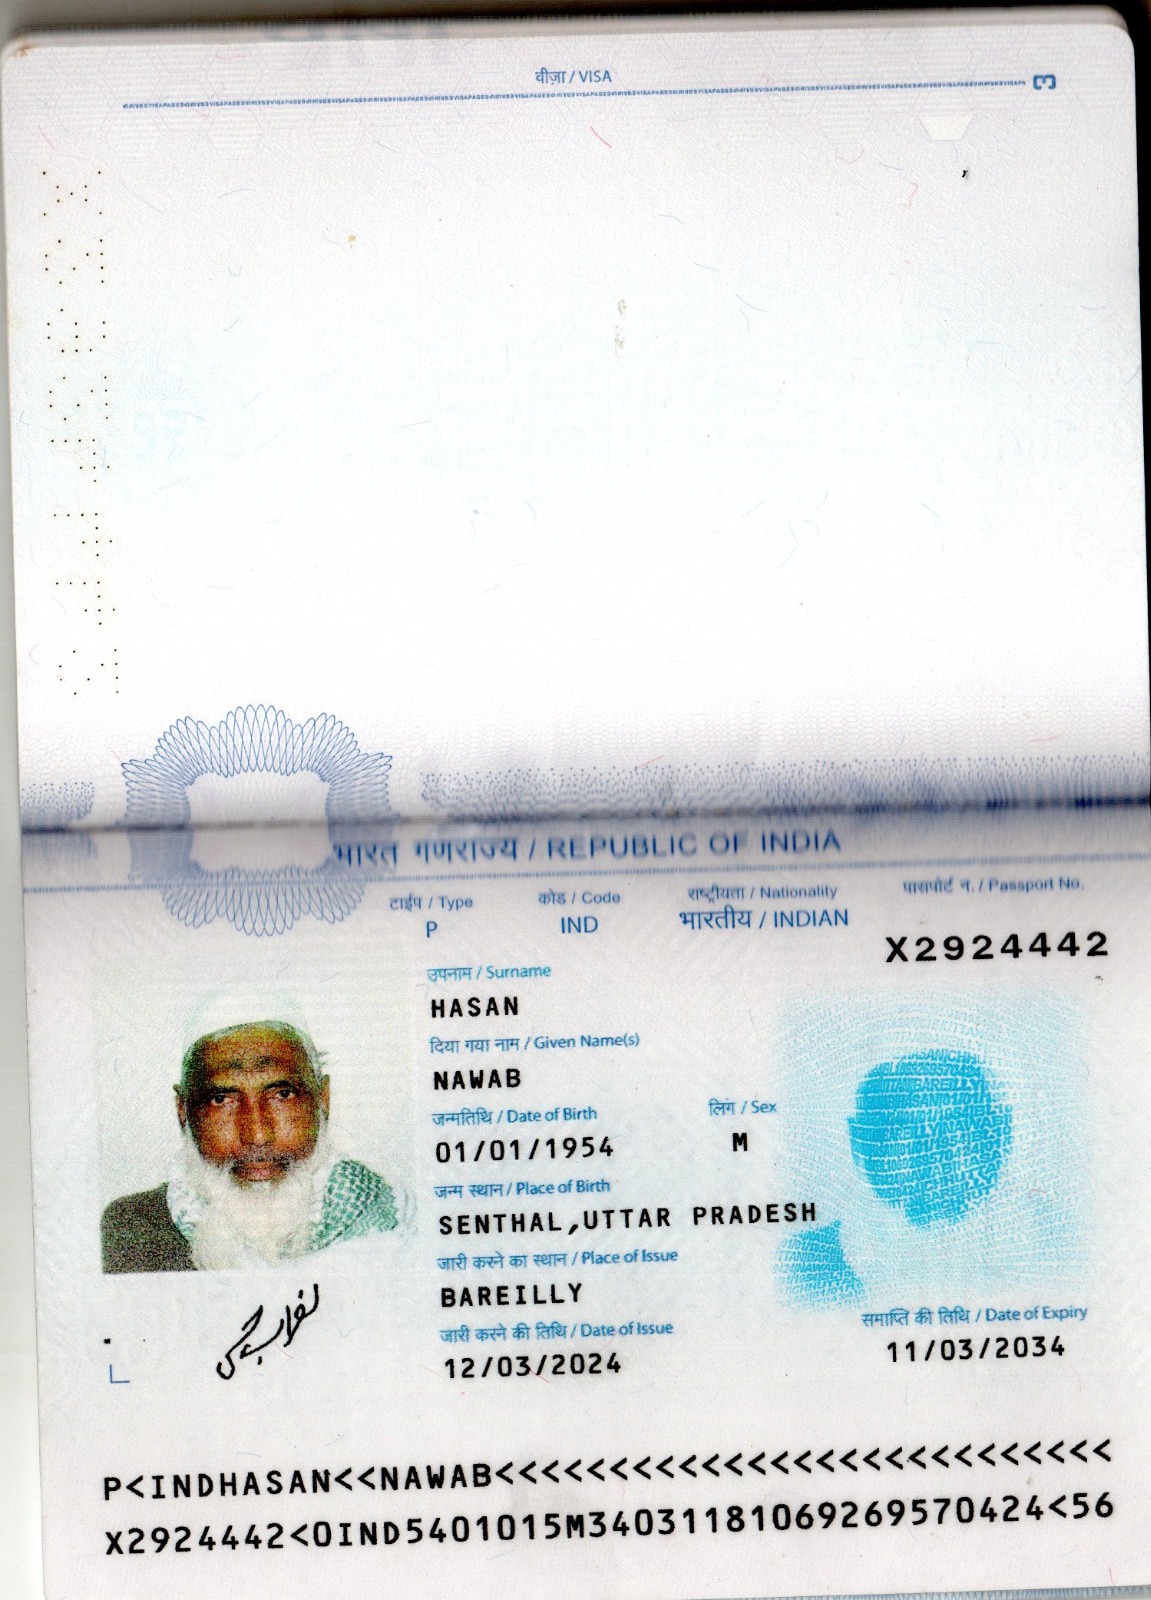 वीज़ा / VISA
3
भारत गणराज्य / REPUBLIC OF INDIA
टाईप / Type
कोड / Code
राष्ट्रीयता / Nationality
पासपोर्ट न. / Passport No.
P
IND
भारतीय / INDIAN
X2924442
उपनाम / Surname
HASAN
दिया गया नाम / Given Name(s)
NAWAB
जन्मतिथि / Date of Birth
लिंग / Sex
01/01/1954
M
जन्म स्थान / Place of Birth
SENTHAL,UTTAR PRADESH
जारी करने का स्थान / Place of Issue
BAREILLY
जारी करने की तिथि / Date of Issue
समाप्ति की तिथि / Date of Expiry
12/03/2024
11/03/2034
P<INDHASAN<<NAWAB<<<<<<<<<<<<<<<<<<<<<<<<<<<
X2924442<0IND5401015M3403118106926957042​4<56